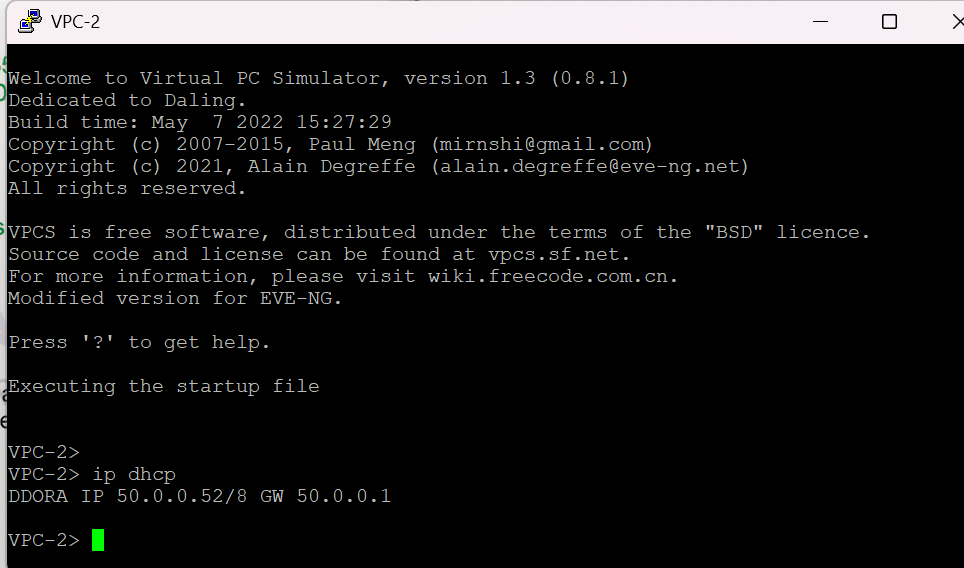 VPC-2
Welcome to Virtual PC Simulator, version 1.3 (0.8.1)
Dedicated to Daling.
Build time: May  7 2022 15:27:29
Copyright (c) 2007-2015, Paul Meng (mirnshi@gmail.com)
Copyright (c) 2021, Alain Degreffe (alain.degreffe@eve-ng.net)
All rights reserved.
VPCS is free software, distributed under the terms of the "BSD" licence.
Source code and license can be found at vpcs.sf.net.
For more information, please visit wiki.freecode.com.cn.
Modified version for EVE-NG.
Press '?' to get help.
Executing the startup file
VPC-2>
VPC-2> ip dhcp
DDORA IP 50.0.0.52/8 GW 50.0.0.1
VPC-2>